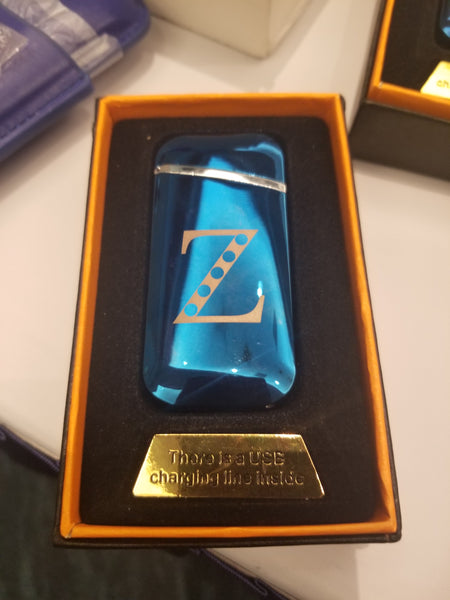 Z
There is a USB
charging line inside